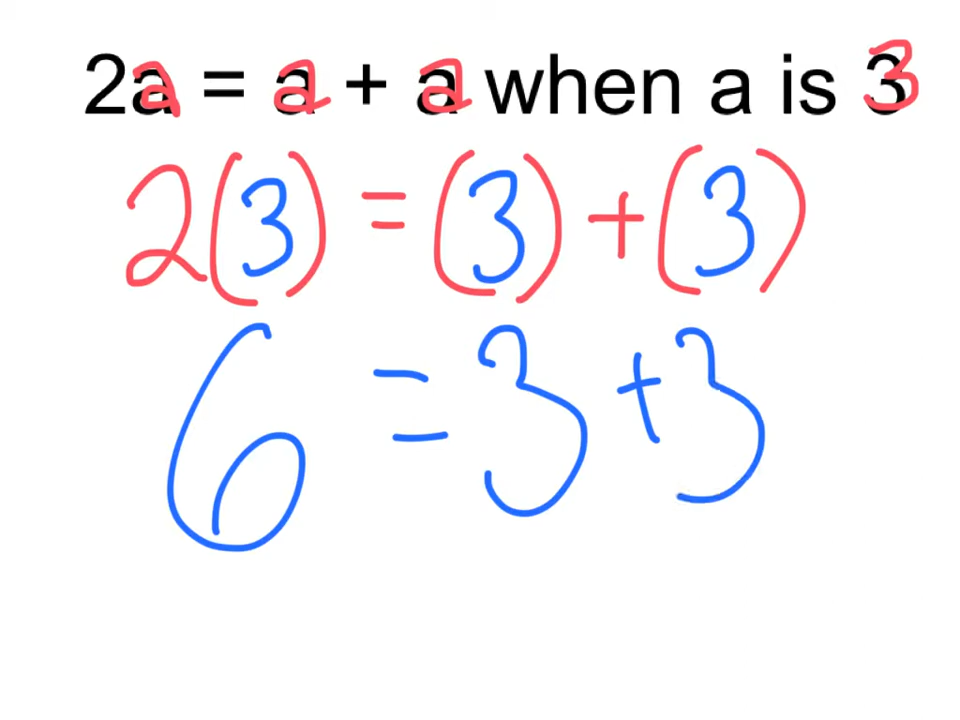 2a = a + a when a is 3
2(3) = (3) + (3)
6 = 3 + 3